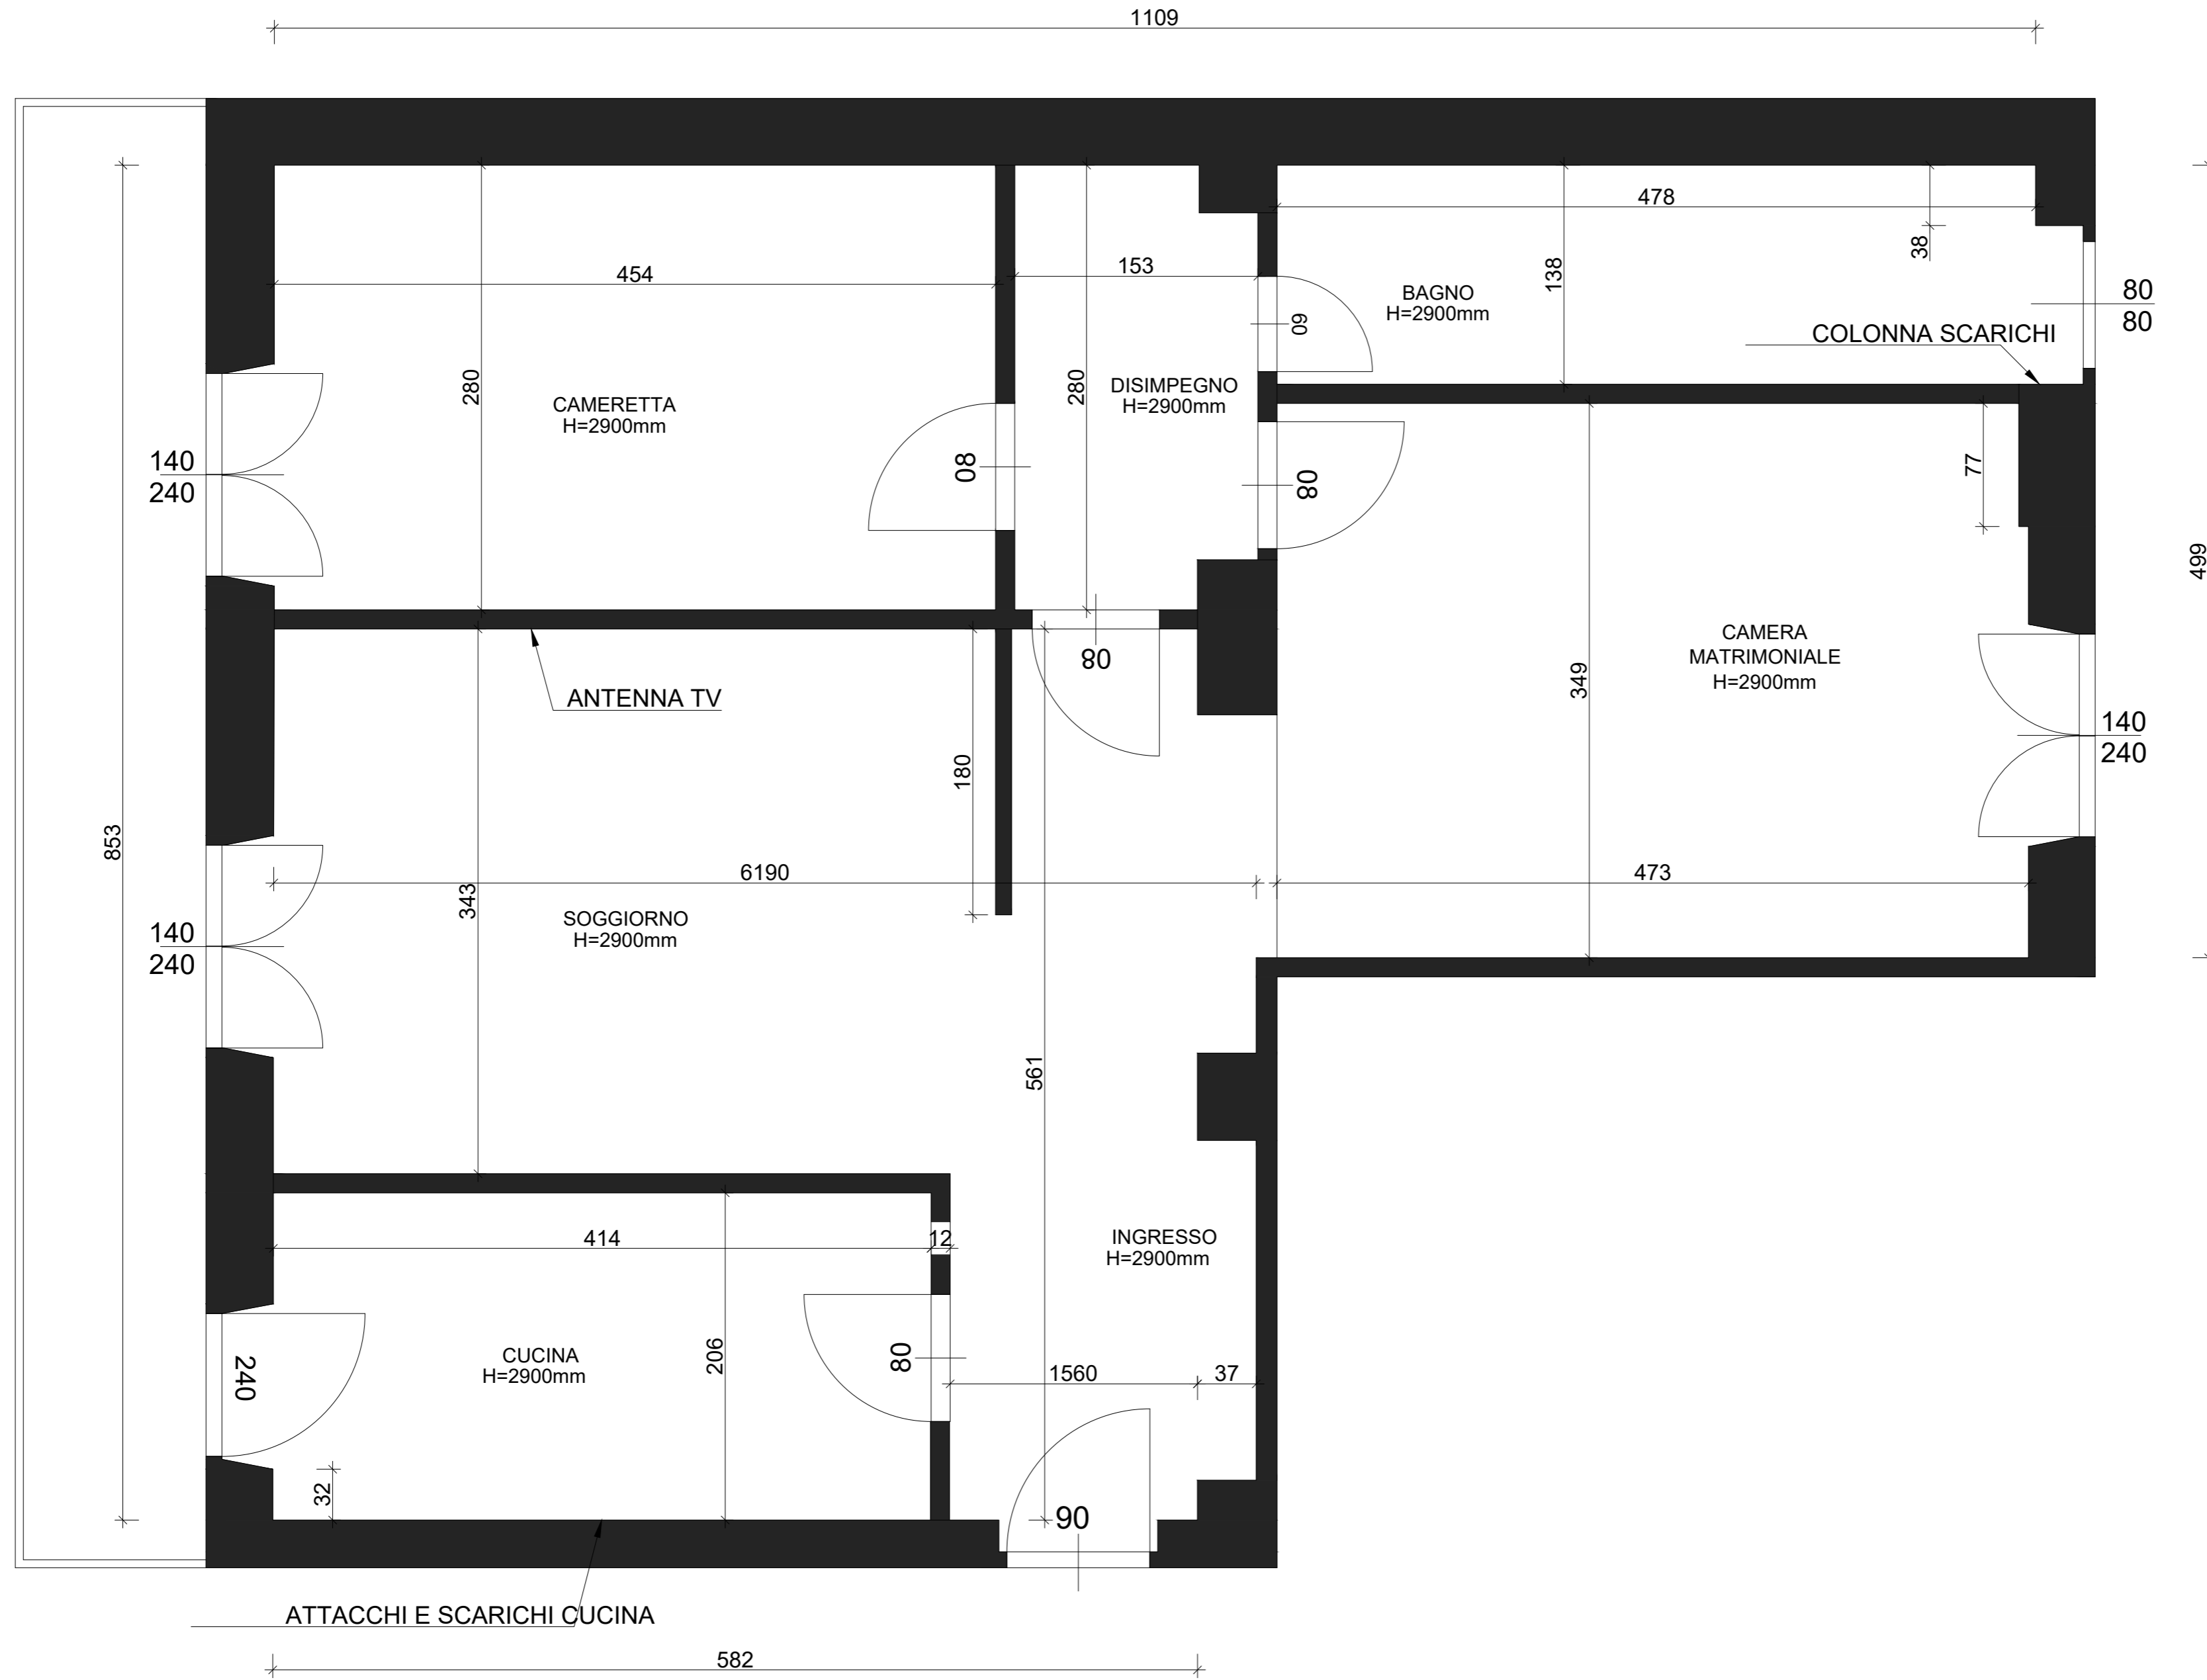 1109
478
38
454
153
138
BAGNO
H=2900mm
60
80
80
COLONNA SCARICHI
280
280
DISIMPEGNO
H=2900mm
CAMERETTA
H=2900mm
140
240
80
80
77
499
CAMERA
MATRIMONIALE
H=2900mm
349
80
ANTENNA TV
140
240
180
853
6190
473
343
SOGGIORNO
H=2900mm
140
240
561
INGRESSO
H=2900mm
414
12
CUCINA
H=2900mm
206
80
240
1560
37
32
90
ATTACCHI E SCARICHI CUCINA
582